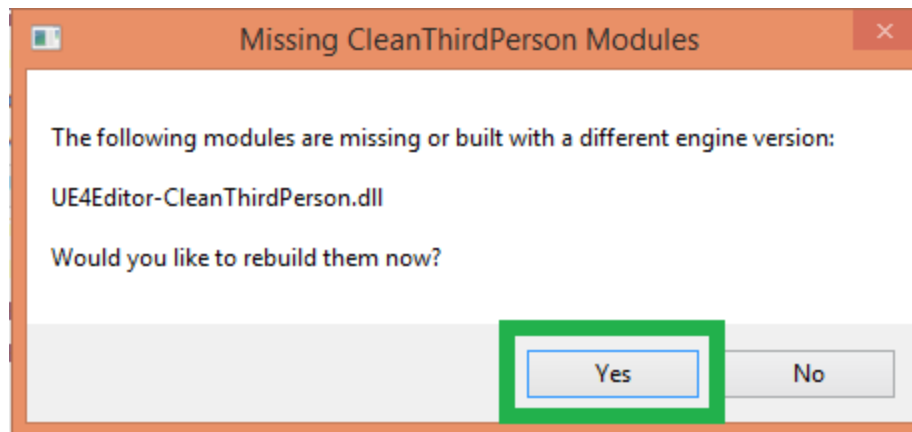 Missing CleanThirdPerson Modules
The following modules are missing or built with a different engine version:
UE4Editor-CleanThirdPerson.dll
Would you like to rebuild them now?
Yes
No